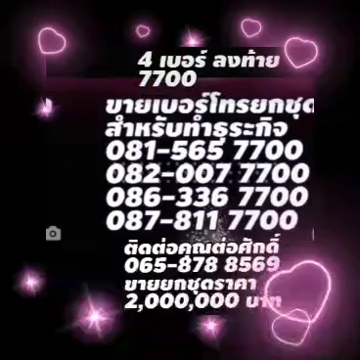 4 เบอร์ ลงท้าย
7700
ขายเบอร์โทรยกชุด
สำหรับทำธุระกิจ
081-565 7700
082-007 7700
086-336 7700
087-811 7700
ติดต่อคุณต่อศักดิ์
065-878 8569
ขายยกชุดราคา
2,000,000 บาท